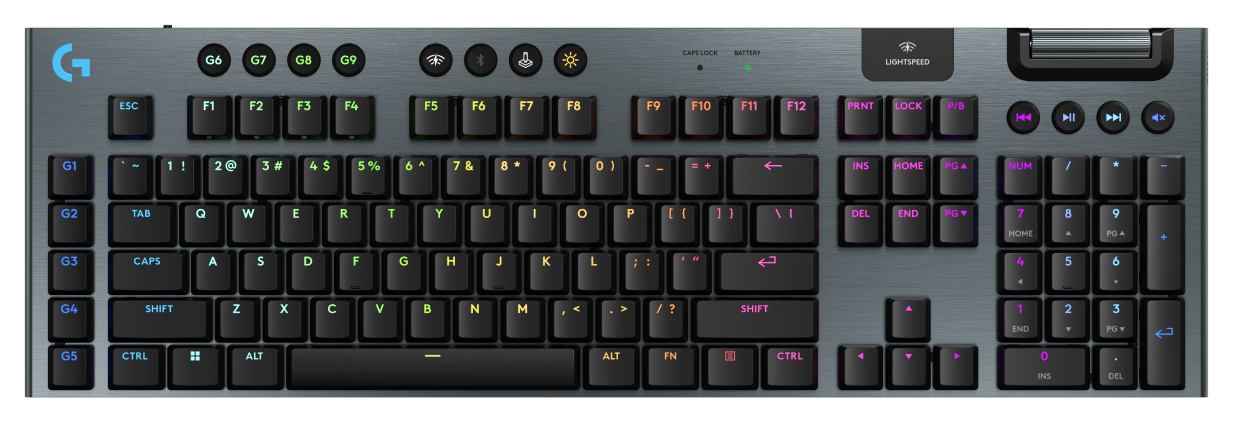 G6 G7 G8 G9 CAPS LOCK BATTERY LIGHTSPEED
ESC F1 F2 F3 F4 F5 F6 F7 F8 F9 F10 F11 F12 PRNT LOCK P/B
G1 ` ~ 1 ! 2 @ 3 # 4 $ 5 % 6 ^ 7 & 8 * 9 ( 0 ) - _ = + ← INS HOME PG▲ NUM / * -
G2 TAB Q W E R T Y U I O P [ { ] } \ | DEL END PG▼ 7 8 9 +
HOME ▲ PG▲
G3 CAPS A S D F G H J K L ; : ' " 4 5 6
◄ ►
G4 SHIFT Z X C V B N M , < . > / ? SHIFT ▲ 1 2 3
END ▼ PG▼
G5 CTRL ALT ALT FN CTRL ◄ ▼ ► 0 .
INS DEL